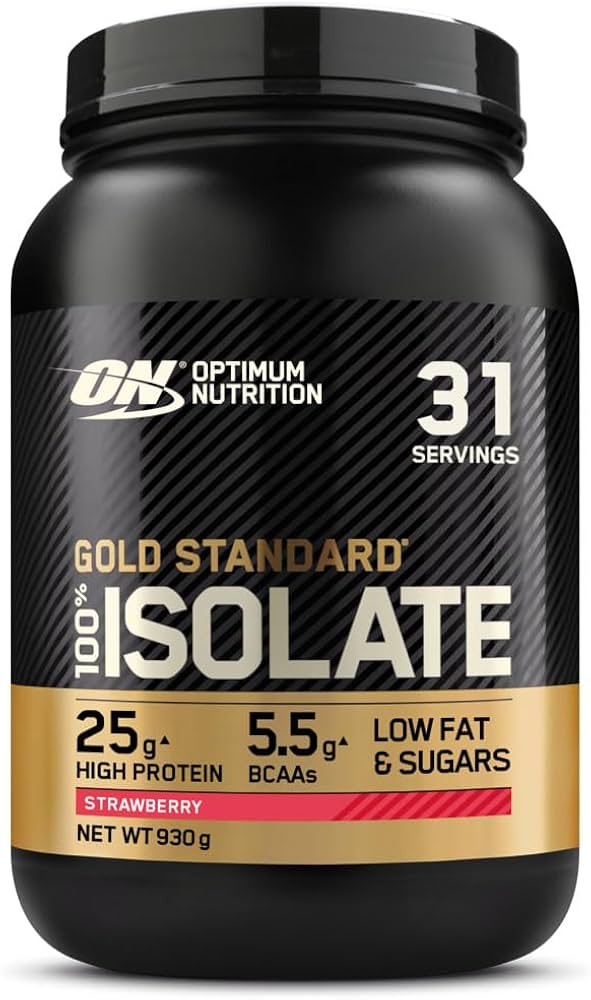 ON® OPTIMUM
NUTRITION
31
SERVINGS
GOLD STANDARD®
100% ISOLATE
25g▲
HIGH PROTEIN
5.5g▲
BCAAs
LOW FAT
& SUGARS
STRAWBERRY
NET WT 930 g